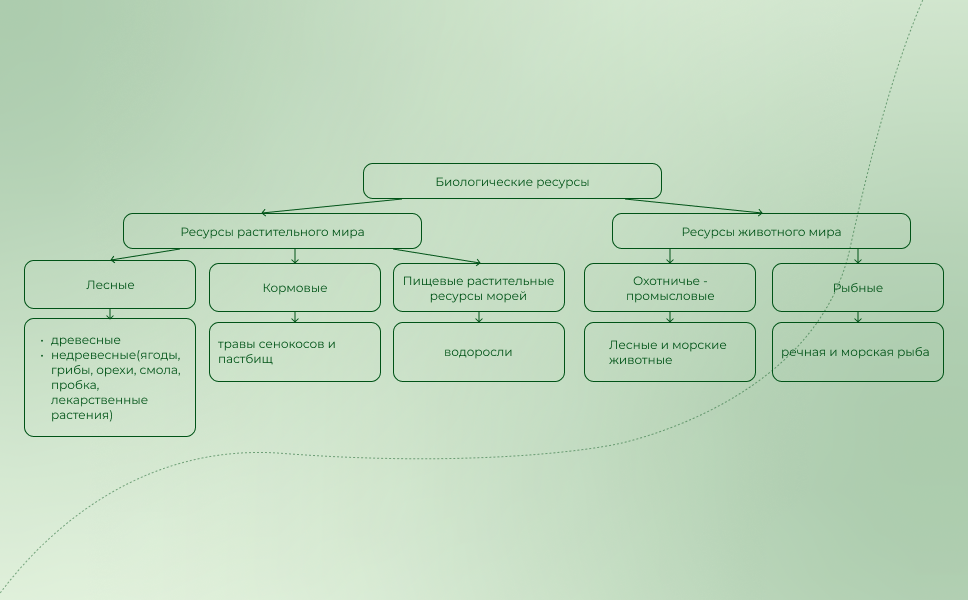 Биологические ресурсы
Ресурсы растительного мира
Ресурсы животного мира
Лесные
Кормовые
Пищевые растительные
ресурсы морей
Охотничье -
промысловые
Рыбные
• древесные
• недревесные(ягоды,
грибы, орехи, смола,
пробка,
лекарственные
растения)
травы сенокосов и
пастбищ
водоросли
Лесные и морские
животные
речная и морская рыба